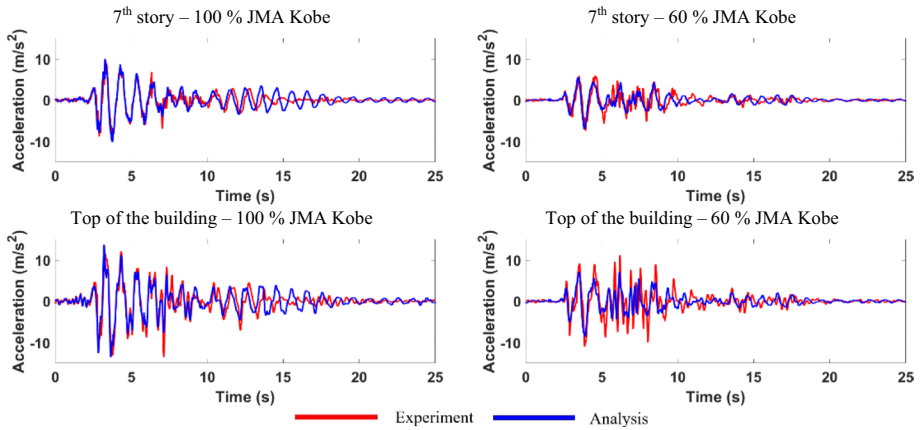 7th story – 100 % JMA Kobe
Acceleration (m/s2)
10
0
-10
0 5 10 15 20 25
Time (s)
7th story – 60 % JMA Kobe
Acceleration (m/s2)
10
0
-10
0 5 10 15 20 25
Time (s)
Top of the building – 100 % JMA Kobe
Acceleration (m/s2)
10
0
-10
0 5 10 15 20 25
Time (s)
Top of the building – 60 % JMA Kobe
Acceleration (m/s2)
10
0
-10
0 5 10 15 20 25
Time (s)
Experiment Analysis